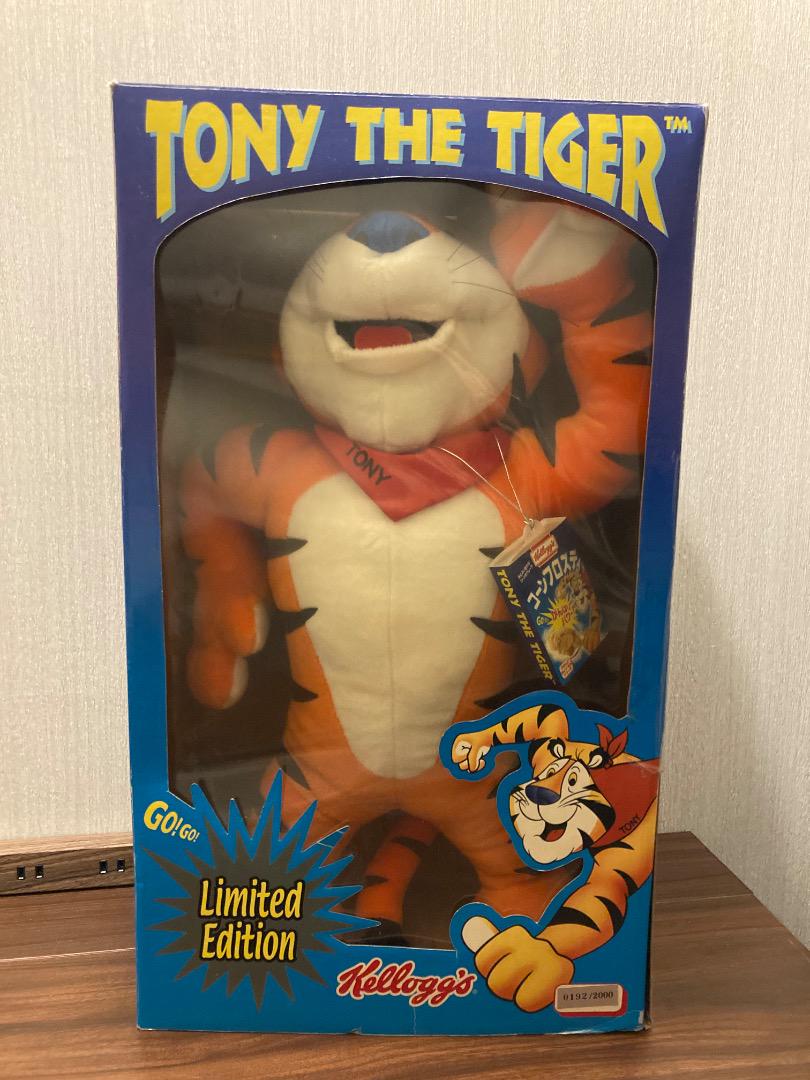 TONY THE TIGER™
TONY
Kellogg's
コーンフロスティ
GO!
TONY THE TIGER
TONY
GO! GO!
Limited
Edition
Kellogg's
0192/2000